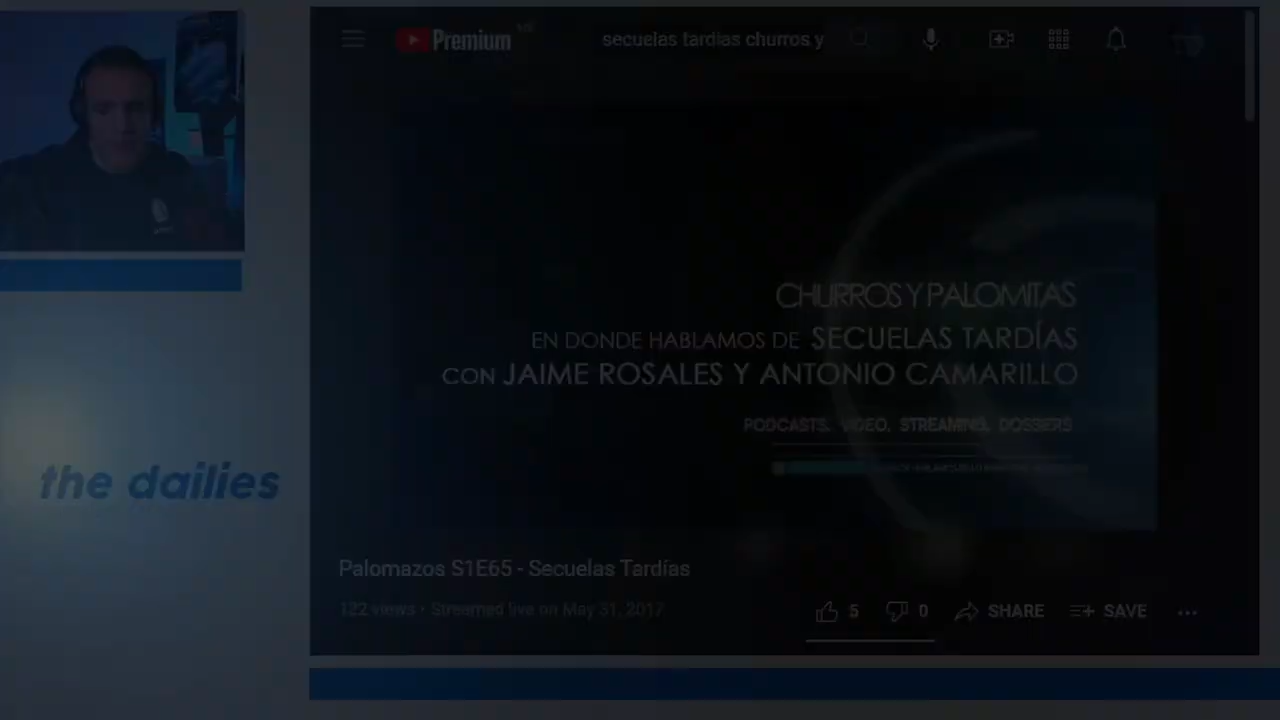 Premium
secuelas tardias churros y
CHURROS Y PALOMITAS
EN DONDE HABLAMOS DE SECUELAS TARDÍAS
CON JAIME ROSALES Y ANTONIO CAMARILLO
PODCASTS, VIDEO, STREAMING, DOSSIERS
the dailies
Palomazos S1E65 - Secuelas Tardías
122 views • Streamed live on May 31, 2017
5 0 SHARE SAVE